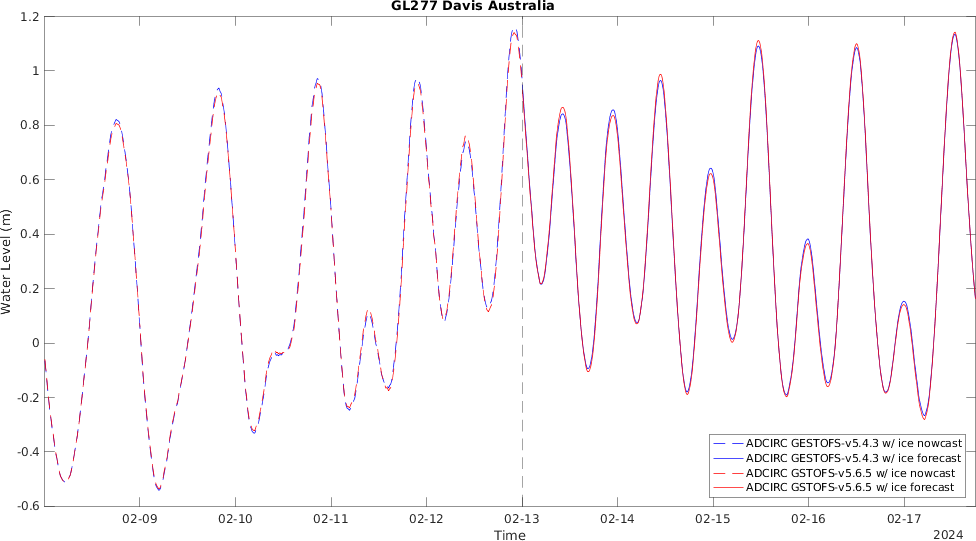 GL277 Davis Australia
1.2
1
0.8
0.6
0.4
0.2
0
-0.2
-0.4
-0.6
Water Level (m)
02-09 02-10 02-11 02-12 02-13 02-14 02-15 02-16 02-17
Time
2024
ADCIRC GESTOFS-v5.4.3 w/ ice nowcast
ADCIRC GESTOFS-v5.4.3 w/ ice forecast
ADCIRC GSTOFS-v5.6.5 w/ ice nowcast
ADCIRC GSTOFS-v5.6.5 w/ ice forecast